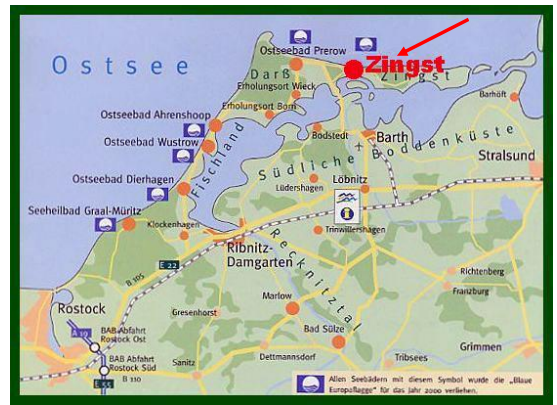 Ostsee
Ostseebad Prerow
Zingst
Darß
Zingst
Erholungsort Wieck
Erholungsort Born
Barhöft
Ostseebad Ahrenshoop
Bodstedt
Barth
Ostseebad Wustrow
Südliche Boddenküste
Stralsund
Fischland
Ostseebad Dierhagen
Lüdershagen
Löbnitz
Seeheilbad Graal-Müritz
Klockenhagen
Trinwillershagen
Ribnitz-
Damgarten
Recknitztal
E 22
B 105
Richtenberg
Franzburg
Marlow
Rostock
Gresenhorst
A 19
BAB Abfahrt
Rostock Ost
Bad Sülze
Grimmen
BAB Abfahrt
Rostock Süd
Sanitz
Dettmannsdorf
Tribsees
E 55
B 110
Allen Seebädern mit diesem Symbol wurde die „Blaue
Europaflagge" für das Jahr 2000 verliehen.